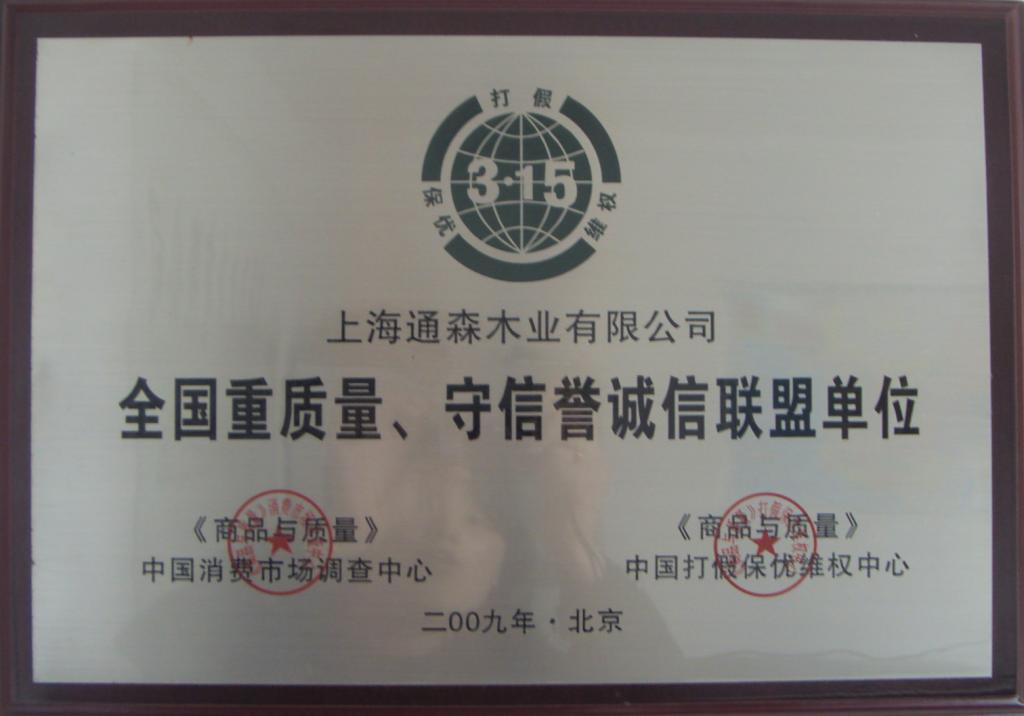 打假
3·15
保优
维权
上海通森木业有限公司
全国重质量、守信誉诚信联盟单位
《商品与质量》
中国消费市场调查中心
《商品与质量》
中国打假保优维权中心
二00九年·北京